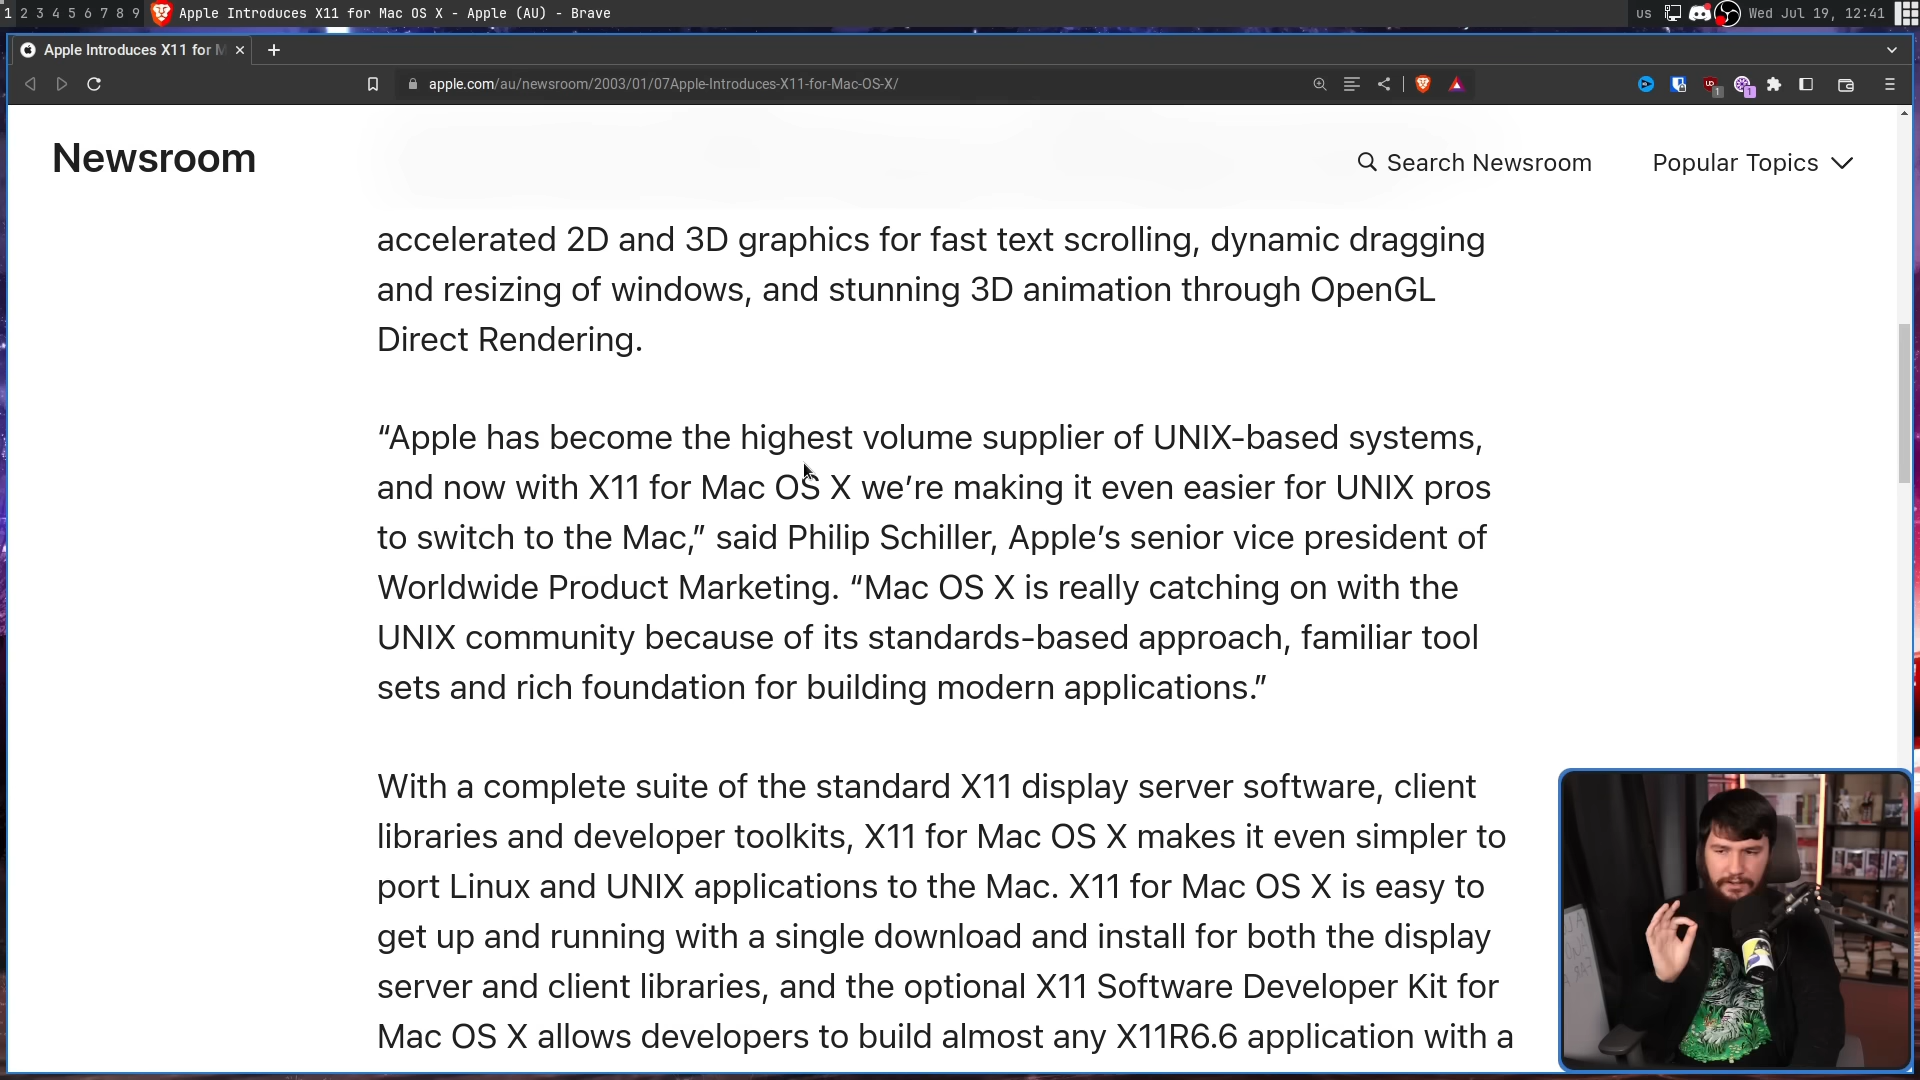 1 2 3 4 5 6 7 8 9 Apple Introduces X11 for Mac OS X - Apple (AU) - Brave us Wed Jul 19, 12:41
Apple Introduces X11 for M
apple.com/au/newsroom/2003/01/07Apple-Introduces-X11-for-Mac-OS-X/ 1 1
Newsroom Search Newsroom Popular Topics
accelerated 2D and 3D graphics for fast text scrolling, dynamic dragging
and resizing of windows, and stunning 3D animation through OpenGL
Direct Rendering.
“Apple has become the highest volume supplier of UNIX-based systems,
and now with X11 for Mac OS X we’re making it even easier for UNIX pros
to switch to the Mac,” said Philip Schiller, Apple’s senior vice president of
Worldwide Product Marketing. “Mac OS X is really catching on with the
UNIX community because of its standards-based approach, familiar tool
sets and rich foundation for building modern applications.”
With a complete suite of the standard X11 display server software, client
libraries and developer toolkits, X11 for Mac OS X makes it even simpler to
port Linux and UNIX applications to the Mac. X11 for Mac OS X is easy to
get up and running with a single download and install for both the display
server and client libraries, and the optional X11 Software Developer Kit for
Mac OS X allows developers to build almost any X11R6.6 application with a